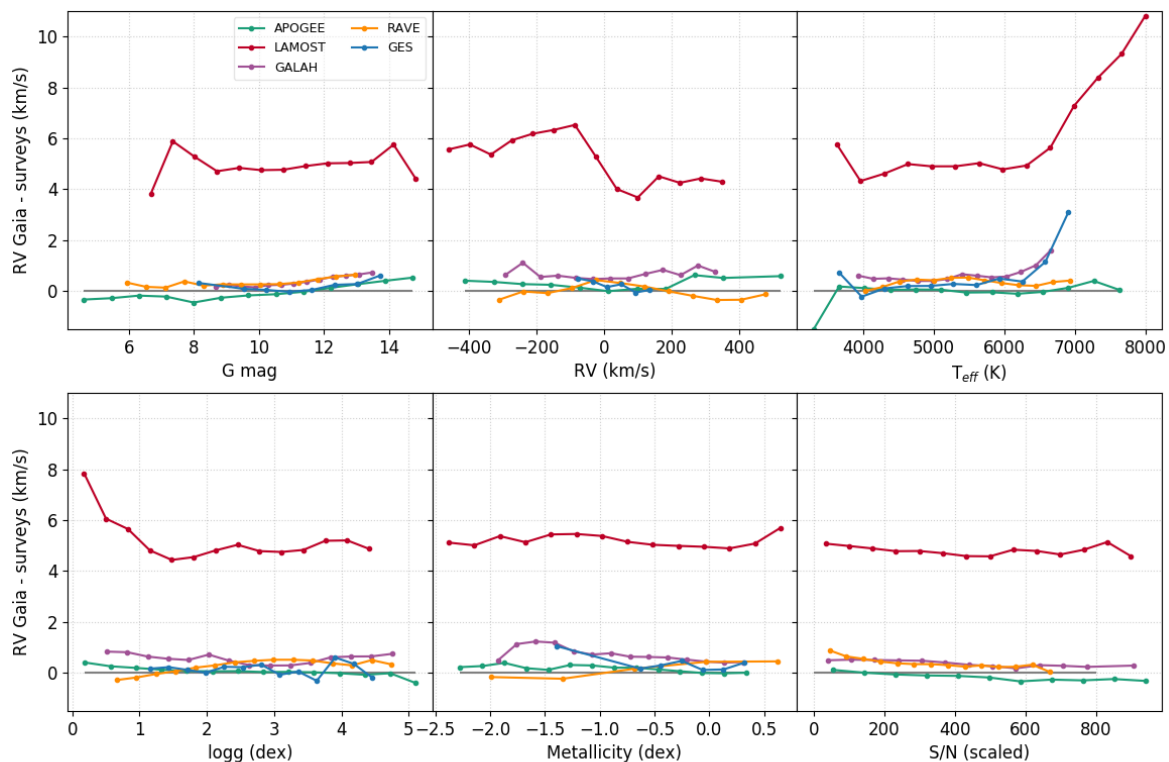 APOGEE RAVE
LAMOST GES
GALAH
RV Gaia - surveys (km/s)
10
8
6
4
2
0
6 8 10 12 14
G mag
−400 −200 0 200 400
RV (km/s)
4000 5000 6000 7000 8000
T_eff (K)
RV Gaia - surveys (km/s)
10
8
6
4
2
0
0 1 2 3 4 5
logg (dex)
−2.5 −2.0 −1.5 −1.0 −0.5 0.0 0.5
Metallicity (dex)
0 200 400 600 800
S/N (scaled)